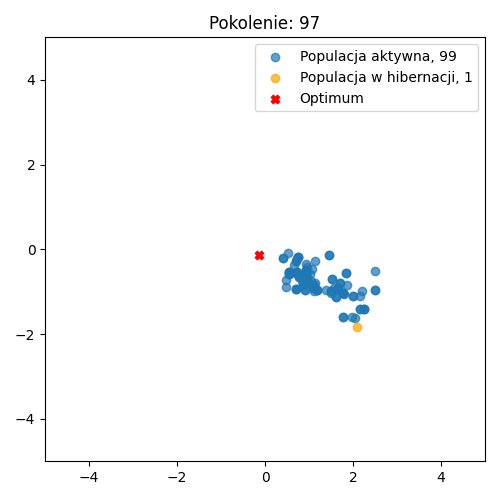 Pokolenie: 97
Populacja aktywna, 99
Populacja w hibernacji, 1
Optimum
4
2
0
−2
−4
−4
−2
0
2
4